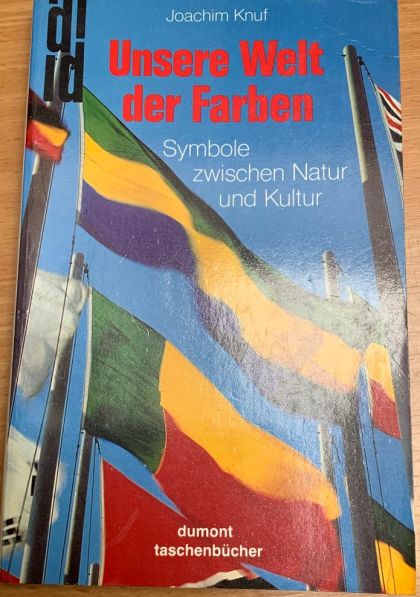 Joachim Knuf
Unsere Welt
der Farben
Symbole
zwischen Natur
und Kultur
dumont
taschenbücher